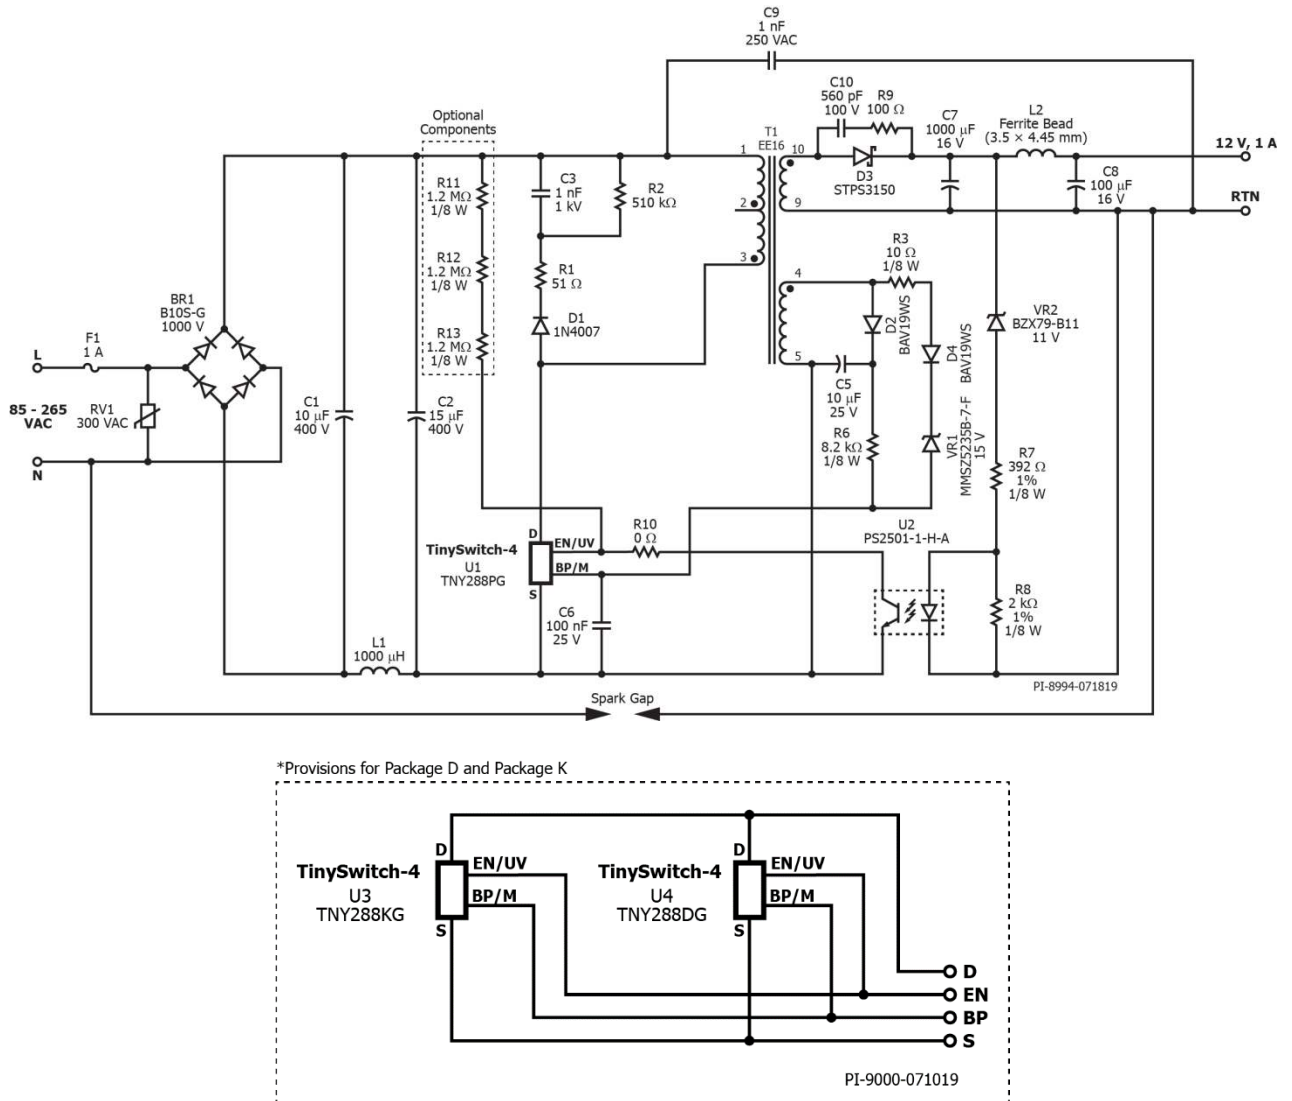 C9
1 nF
250 VAC
C10
560 pF
100 V
R9
100 Ω
D3
STPS3150
C7
1000 μF
16 V
L2
Ferrite Bead
(3.5 × 4.45 mm)
12 V, 1 A
C8
100 μF
16 V
RTN
Optional
Components
T1
EE16
1
2
3
10
9
4
5
R11
1.2 MΩ
1/8 W
R12
1.2 MΩ
1/8 W
R13
1.2 MΩ
1/8 W
C3
1 nF
1 kV
R2
510 kΩ
R1
51 Ω
D1
1N4007
R3
10 Ω
1/8 W
D2
BAV19WS
D4
BAV19WS
C5
10 μF
25 V
R6
8.2 kΩ
1/8 W
VR1
MMSZ5235B-7-F
15 V
VR2
BZX79-B11
11 V
R7
392 Ω
1%
1/8 W
R8
2 kΩ
1%
1/8 W
BR1
B10S-G
1000 V
F1
1 A
L
85 - 265
VAC
N
RV1
300 VAC
C1
10 μF
400 V
C2
15 μF
400 V
L1
1000 μH
TinySwitch-4
U1
TNY288PG
D
EN/UV
BP/M
S
R10
0 Ω
C6
100 nF
25 V
U2
PS2501-1-H-A
PI-8994-071819
Spark Gap
*Provisions for Package D and Package K
TinySwitch-4
U3
TNY288KG
D
EN/UV
BP/M
S
TinySwitch-4
U4
TNY288DG
D
EN/UV
BP/M
S
D
EN
BP
S
PI-9000-071019